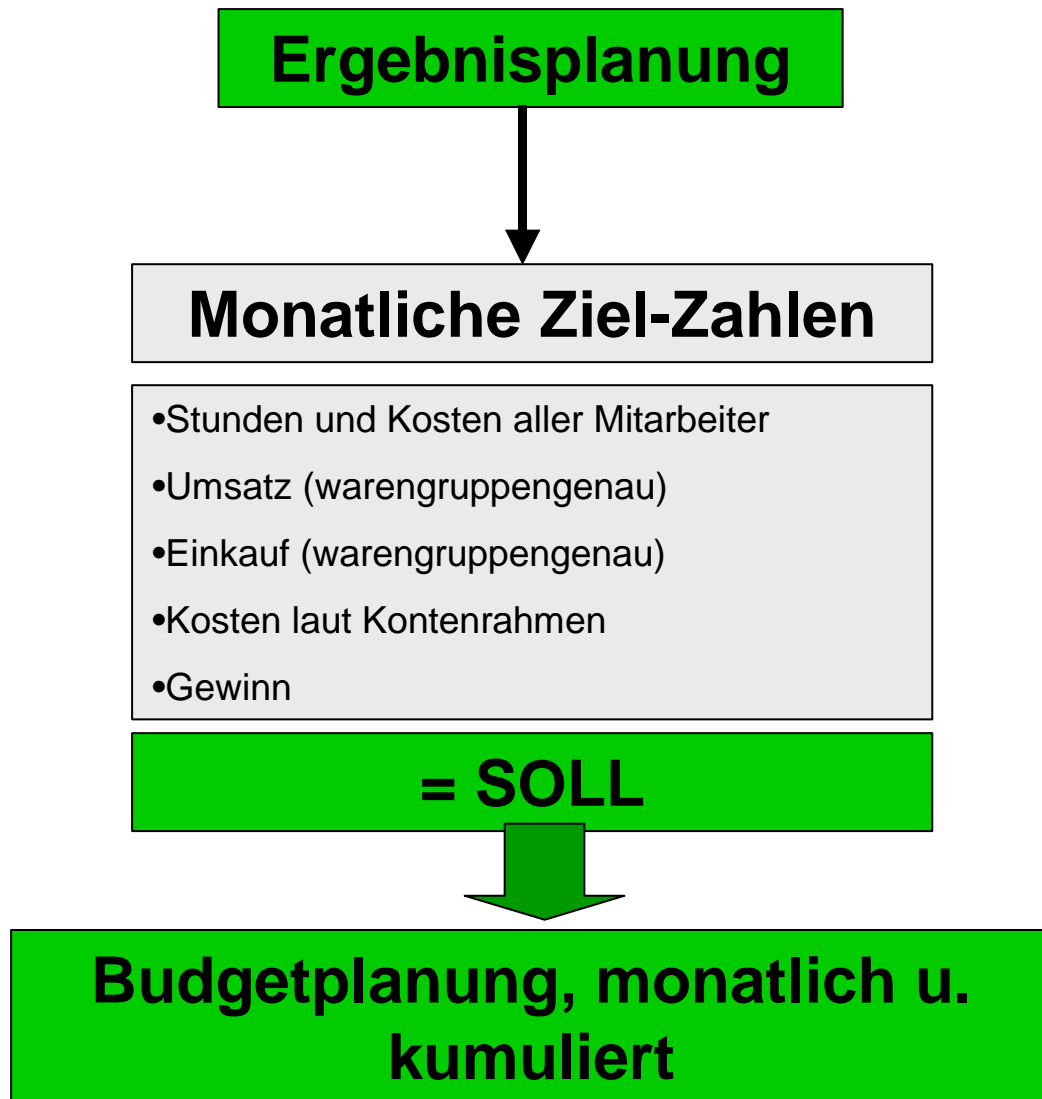 Ergebnisplanung
Monatliche Ziel-Zahlen
•Stunden und Kosten aller Mitarbeiter
•Umsatz (warengruppengenau)
•Einkauf (warengruppengenau)
•Kosten laut Kontenrahmen
•Gewinn
= SOLL
Budgetplanung, monatlich u.
kumuliert